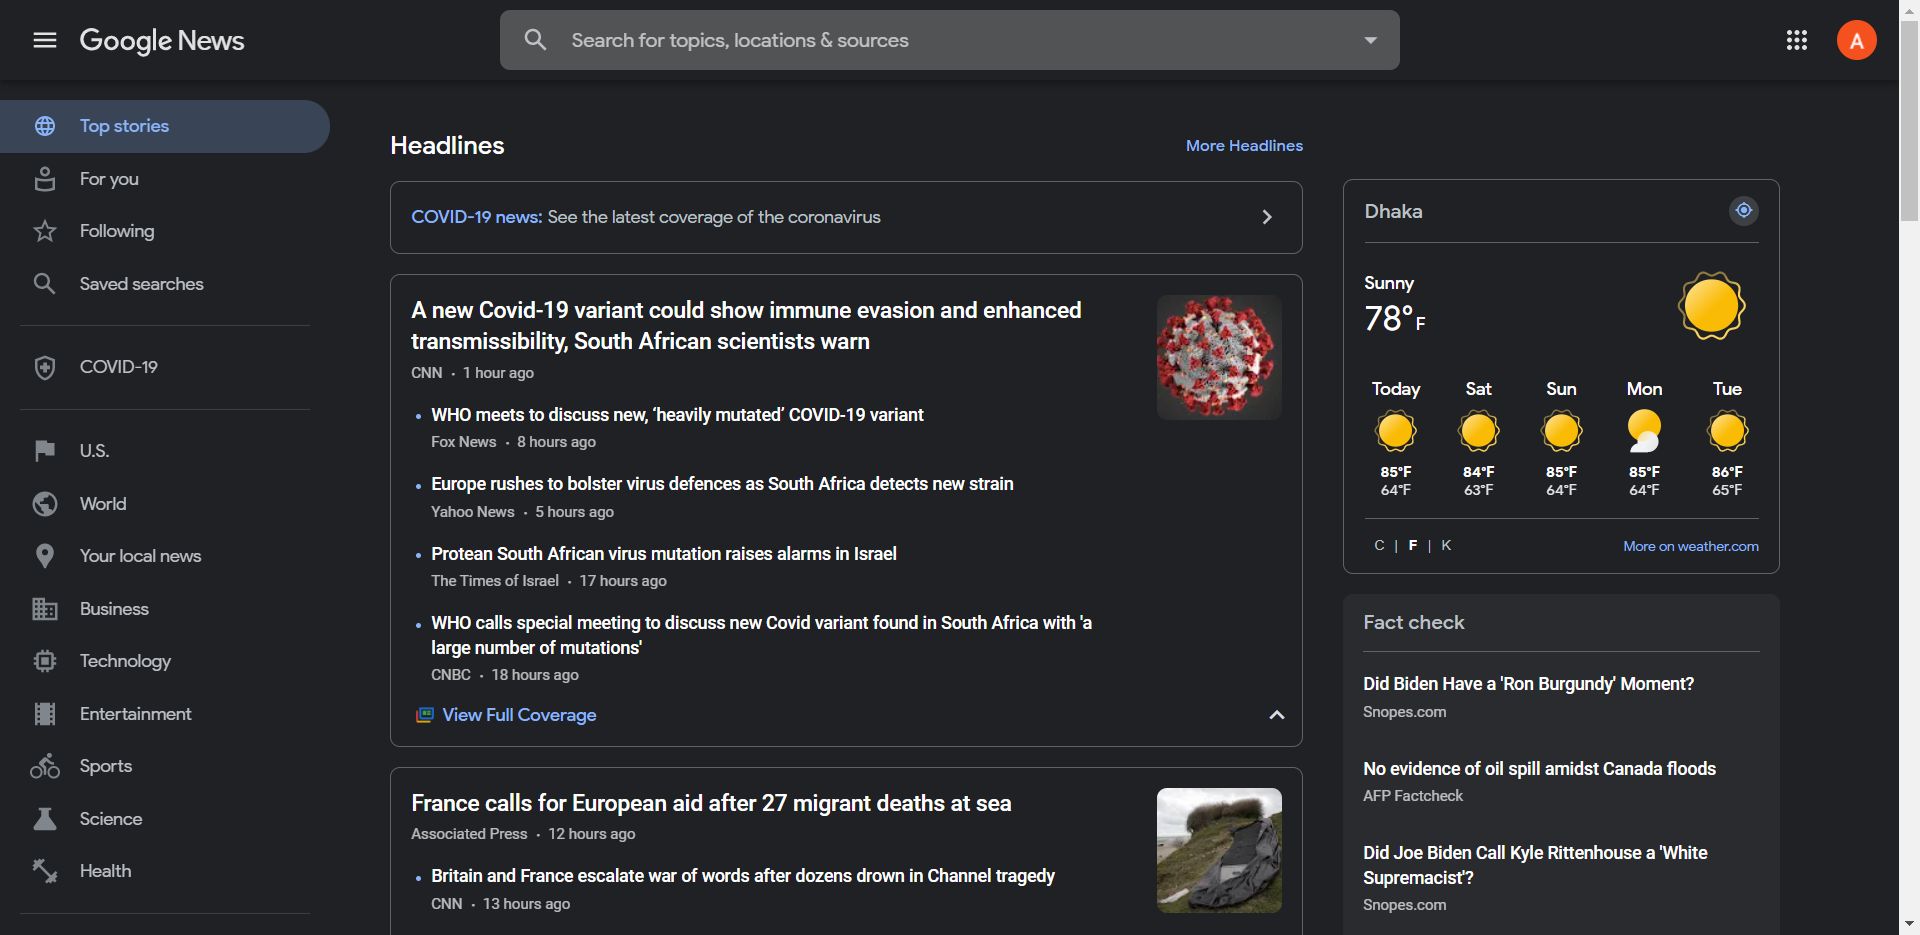 Google News
Search for topics, locations & sources
A
Top stories
For you
Following
Saved searches
COVID-19
U.S.
World
Your local news
Business
Technology
Entertainment
Sports
Science
Health
Headlines
More Headlines
COVID-19 news: See the latest coverage of the coronavirus
A new Covid-19 variant could show immune evasion and enhanced
transmissibility, South African scientists warn
CNN · 1 hour ago
• WHO meets to discuss new, ‘heavily mutated’ COVID-19 variant
Fox News · 8 hours ago
• Europe rushes to bolster virus defences as South Africa detects new strain
Yahoo News · 5 hours ago
• Protean South African virus mutation raises alarms in Israel
The Times of Israel · 17 hours ago
• WHO calls special meeting to discuss new Covid variant found in South Africa with 'a
large number of mutations'
CNBC · 18 hours ago
View Full Coverage
France calls for European aid after 27 migrant deaths at sea
Associated Press · 12 hours ago
• Britain and France escalate war of words after dozens drown in Channel tragedy
CNN · 13 hours ago
Dhaka
Sunny
78°F
Today Sat Sun Mon Tue
85°F 84°F 85°F 85°F 86°F
64°F 63°F 64°F 64°F 65°F
C | F | K More on weather.com
Fact check
Did Biden Have a 'Ron Burgundy' Moment?
Snopes.com
No evidence of oil spill amidst Canada floods
AFP Factcheck
Did Joe Biden Call Kyle Rittenhouse a 'White
Supremacist'?
Snopes.com